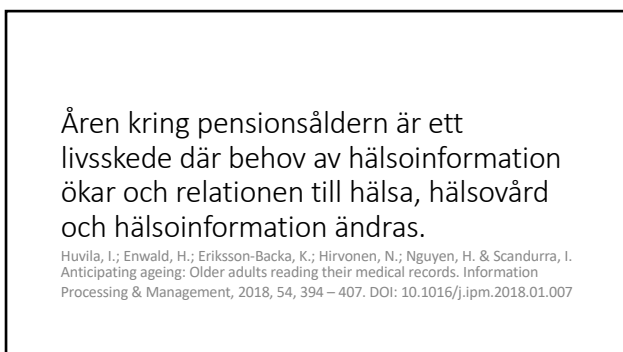 Åren kring pensionsåldern är ett
livsskede där behov av hälsoinformation
ökar och relationen till hälsa, hälsovård
och hälsoinformation ändras.
Huvila, I.; Enwald, H.; Eriksson-Backa, K.; Hirvonen, N.; Nguyen, H. & Scandurra, I.
Anticipating ageing: Older adults reading their medical records. Information
Processing & Management, 2018, 54, 394 – 407. DOI: 10.1016/j.ipm.2018.01.007